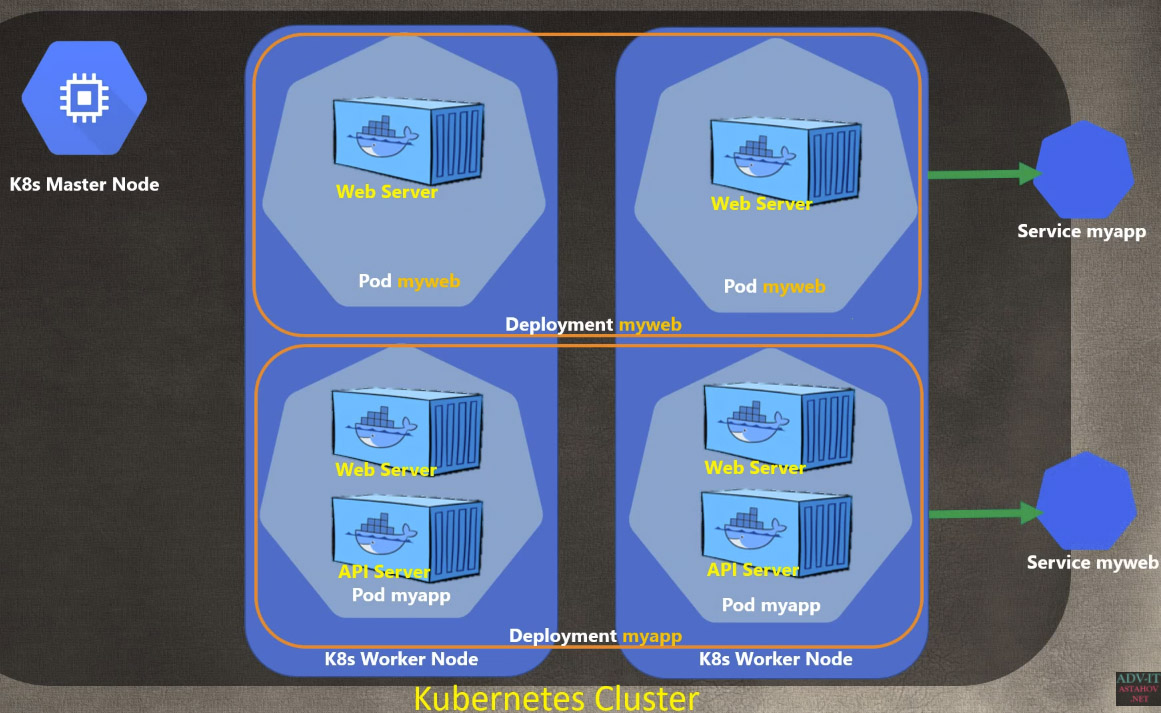 K8s Master Node
Web Server
Web Server
Service myapp
Pod myweb
Pod myweb
Deployment myweb
Web Server
Web Server
API Server
API Server
Pod myapp
Pod myapp
Service myweb
Deployment myapp
K8s Worker Node
K8s Worker Node
Kubernetes Cluster
ADV-IT
ASTAHOV
.NET